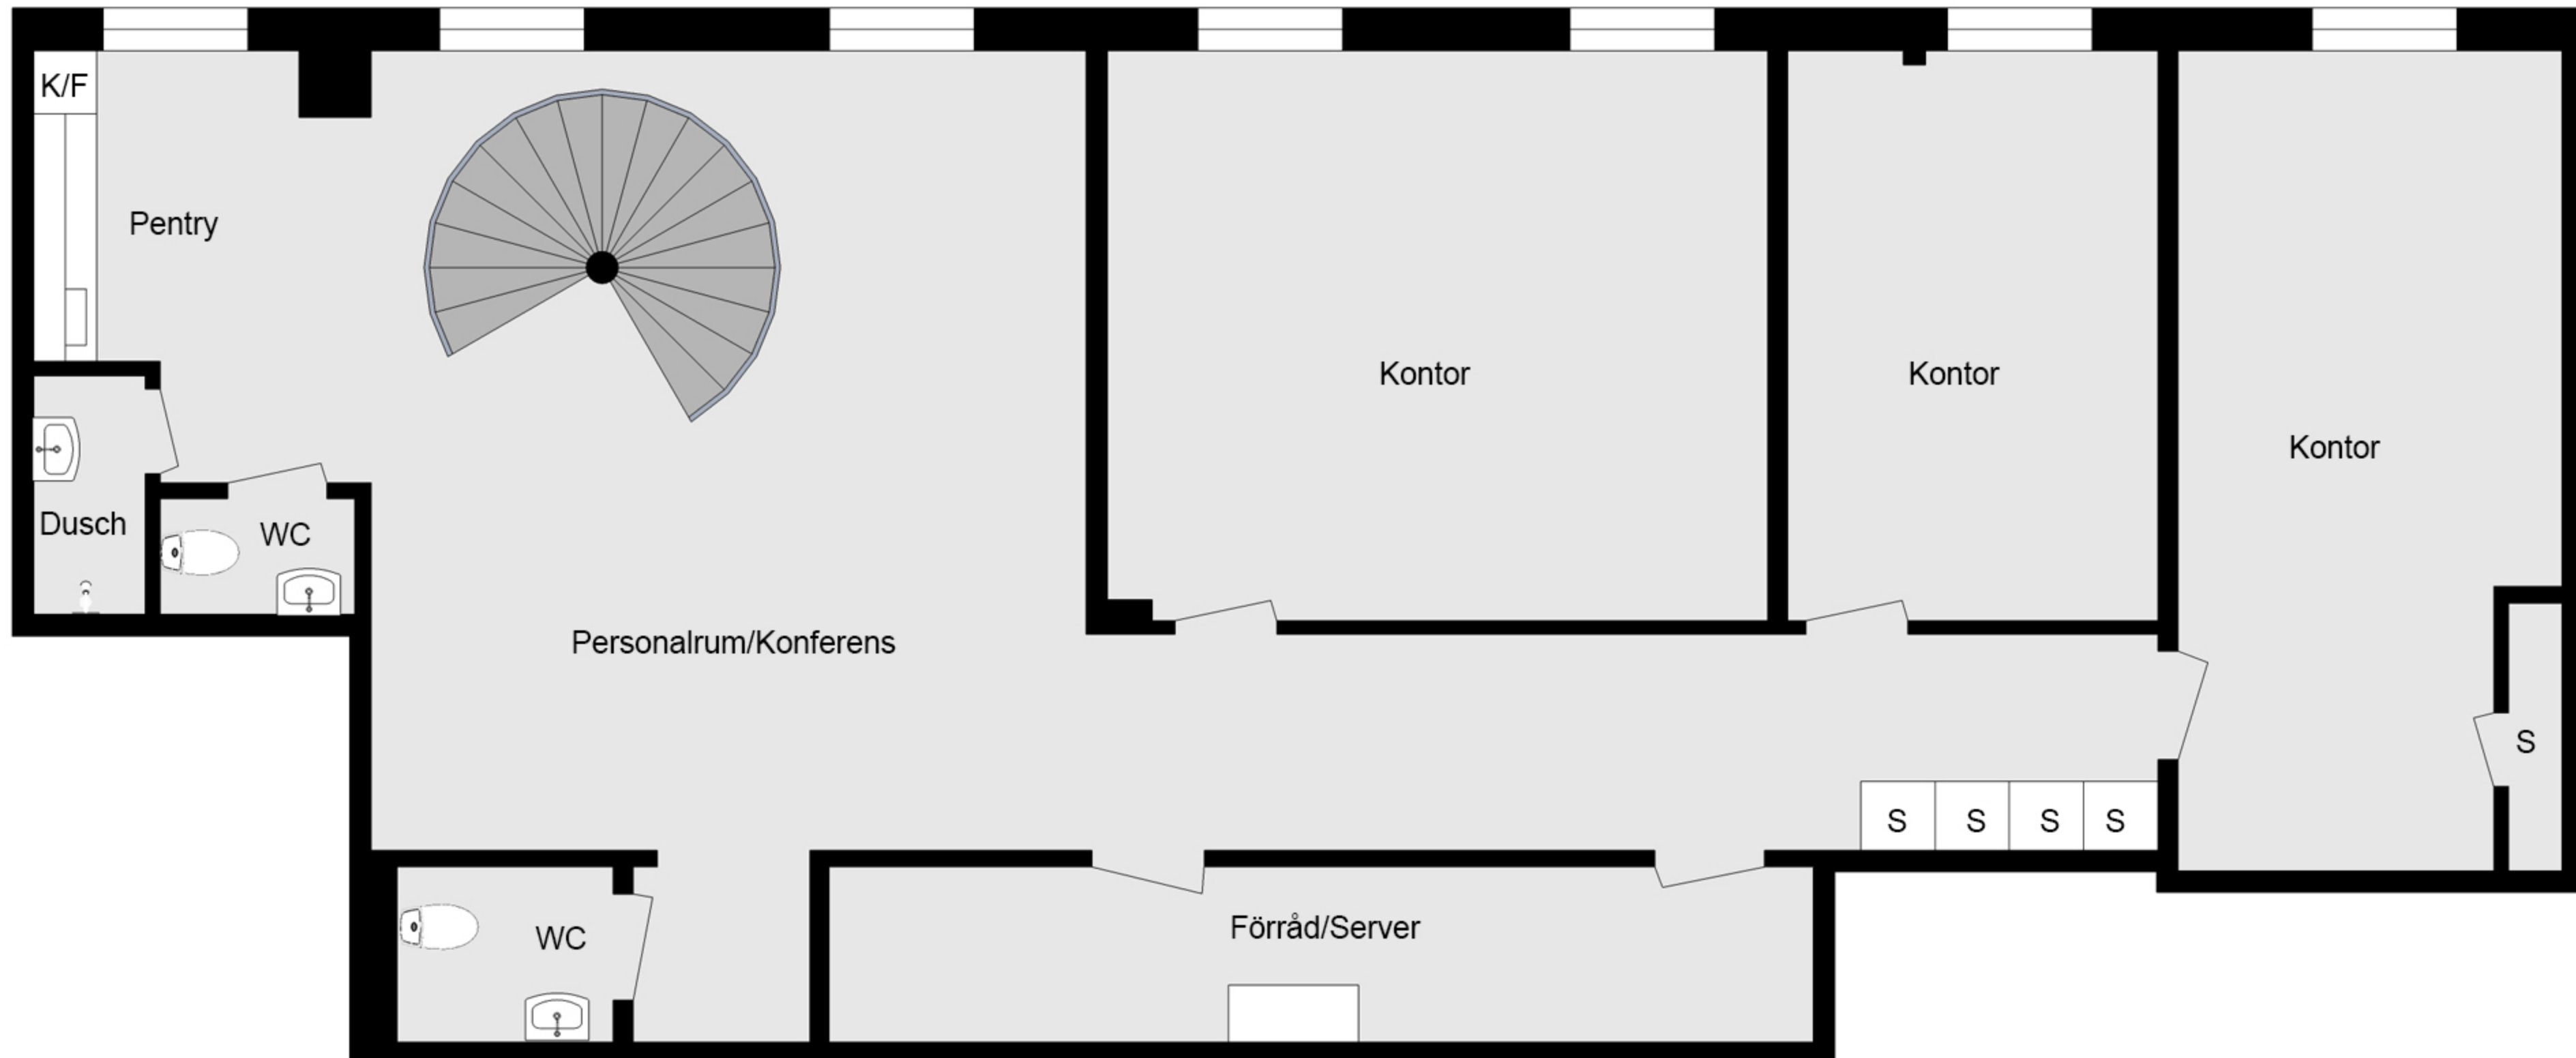 K/F
Pentry
Kontor
Kontor
Kontor
Dusch
WC
Personalrum/Konferens
S
S
S
S
S
WC
Förråd/Server